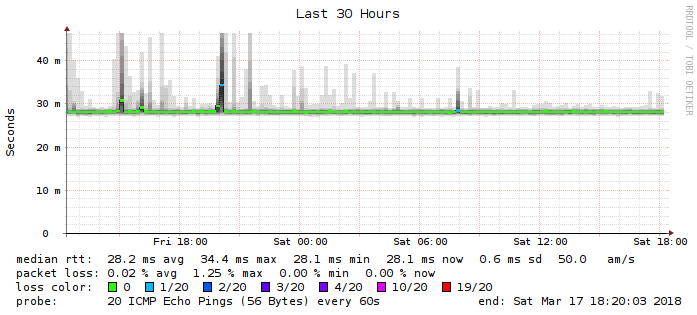 Last 30 Hours
RRDTOOL / TOBI OETIKER
Seconds
40 m
30 m
20 m
10 m
0
Fri 18:00 Sat 00:00 Sat 06:00 Sat 12:00 Sat 18:00
median rtt: 28.2 ms avg 34.4 ms max 28.1 ms min 28.1 ms now 0.6 ms sd 50.0 am/s
packet loss: 0.02 % avg 1.25 % max 0.00 % min 0.00 % now
loss color: 0 1/20 2/20 3/20 4/20 10/20 19/20
probe: 20 ICMP Echo Pings (56 Bytes) every 60s end: Sat Mar 17 18:20:03 2018